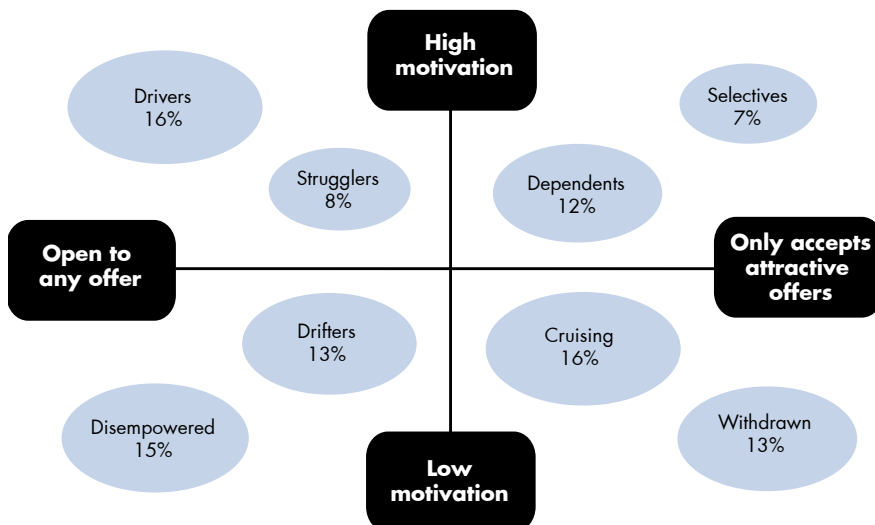 High
motivation
Drivers
16%
Selectives
7%
Strugglers
8%
Dependents
12%
Open to
any offer
Only accepts
attractive
offers
Drifters
13%
Cruising
16%
Disempowered
15%
Withdrawn
13%
Low
motivation